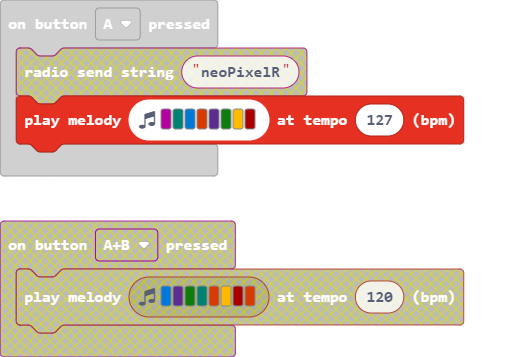 on button A pressed
radio send string "neoPixelR"
play melody at tempo 127 (bpm)
on button A+B pressed
play melody at tempo 120 (bpm)